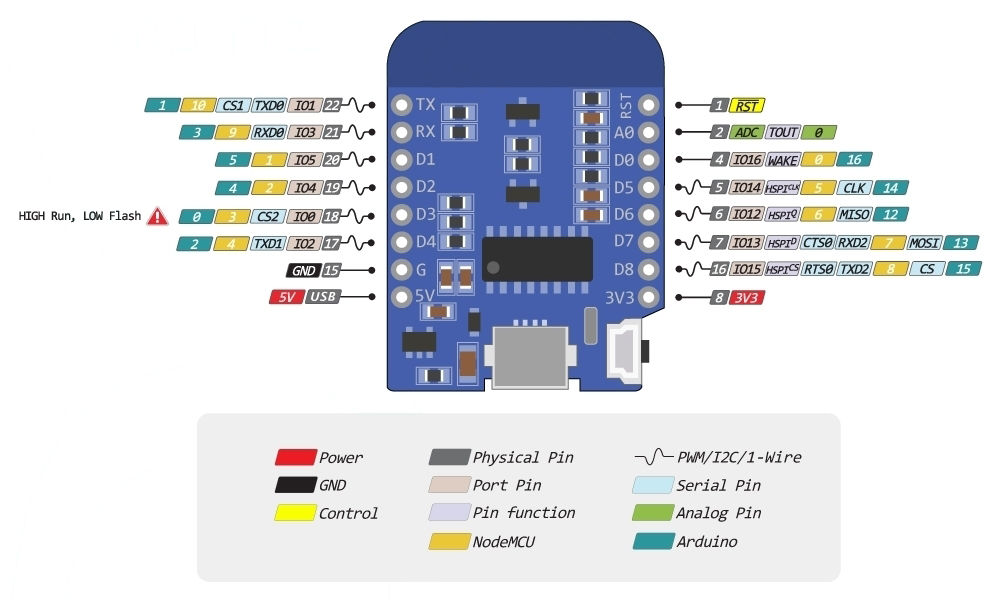 1 10 CS1 TXD0 IO1 22 TX RST 1 RST
3 9 RXD0 IO3 21 RX A0 2 ADC TOUT 0
5 1 IO5 20 D1 D0 4 IO16 WAKE 0 16
4 2 IO4 19 D2 D5 5 IO14 HSPICLK 5 CLK 14
HIGH Run, LOW Flash ! 0 3 CS2 IO0 18 D3 D6 6 IO12 HSPIQ 6 MISO 12
2 4 TXD1 IO2 17 D4 D7 7 IO13 HSPID CTS0 RXD2 7 MOSI 13
GND 15 G D8 16 IO15 HSPICS RTS0 TXD2 8 CS 15
5V USB 5V 3V3 8 3V3
Power Physical Pin PWM/I2C/1-Wire
GND Port Pin Serial Pin
Control Pin function Analog Pin
NodeMCU Arduino